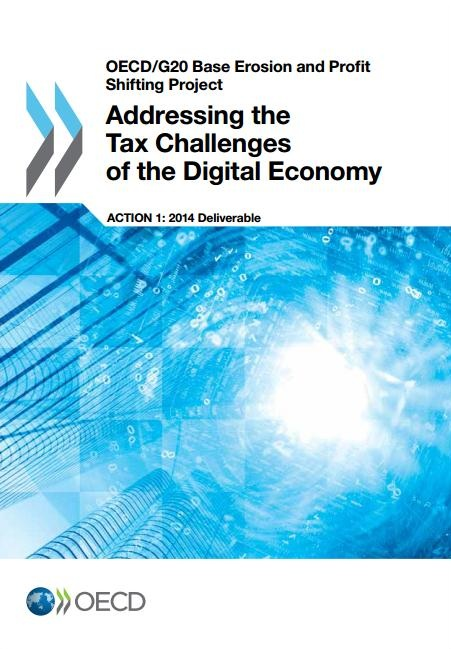 OECD/G20 Base Erosion and Profit
Shifting Project
Addressing the
Tax Challenges
of the Digital Economy
ACTION 1: 2014 Deliverable
OECD